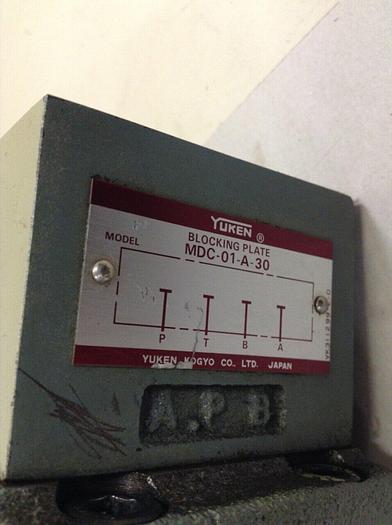 YUKEN ®
BLOCKING PLATE
MODEL MDC-01-A-30
P T B A
YUKEN KOGYO CO., LTD. JAPAN
A.P B